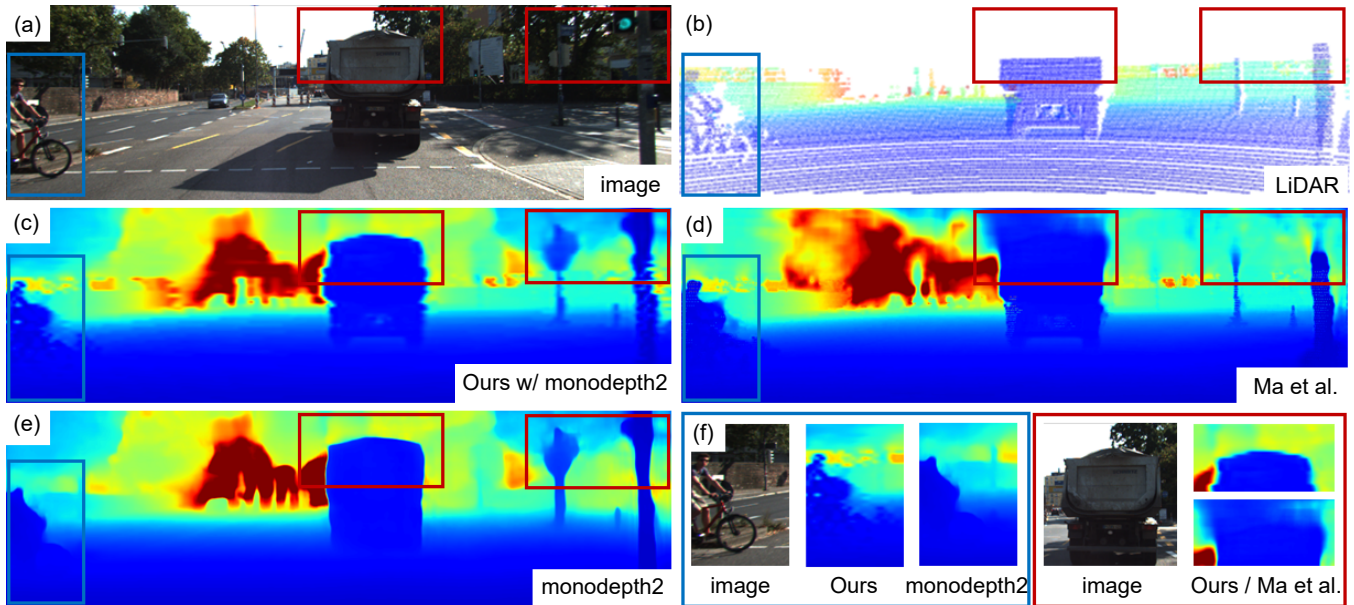 (a)
image
(b)
LiDAR
(c)
Ours w/ monodepth2
(d)
Ma et al.
(e)
monodepth2
(f)
image
Ours
monodepth2
image
Ours / Ma et al.